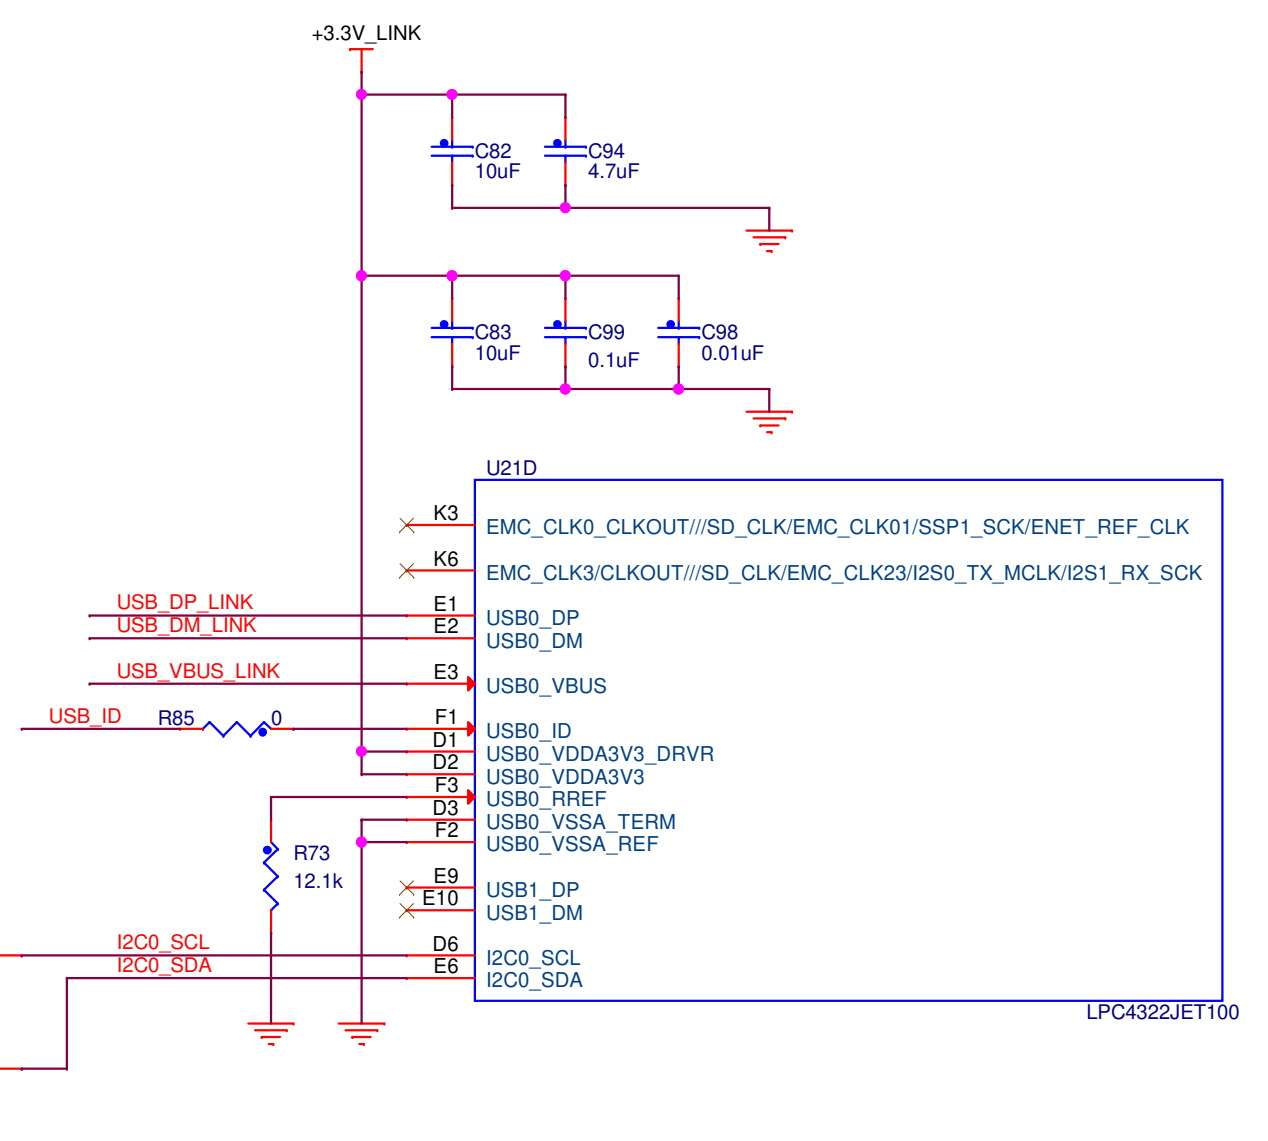 +3.3V_LINK
C82
10uF
C94
4.7uF
C83
10uF
C99
0.1uF
C98
0.01uF
U21D
K3
EMC_CLK0_CLKOUT///SD_CLK/EMC_CLK01/SSP1_SCK/ENET_REF_CLK
K6
EMC_CLK3/CLKOUT///SD_CLK/EMC_CLK23/I2S0_TX_MCLK/I2S1_RX_SCK
USB_DP_LINK E1 USB0_DP
USB_DM_LINK E2 USB0_DM
USB_VBUS_LINK E3 USB0_VBUS
USB_ID R85 0 F1 USB0_ID
D1 USB0_VDDA3V3_DRVR
D2 USB0_VDDA3V3
F3 USB0_RREF
D3 USB0_VSSA_TERM
F2 USB0_VSSA_REF
R73
12.1k
E9 USB1_DP
E10 USB1_DM
I2C0_SCL D6 I2C0_SCL
I2C0_SDA E6 I2C0_SDA
LPC4322JET100